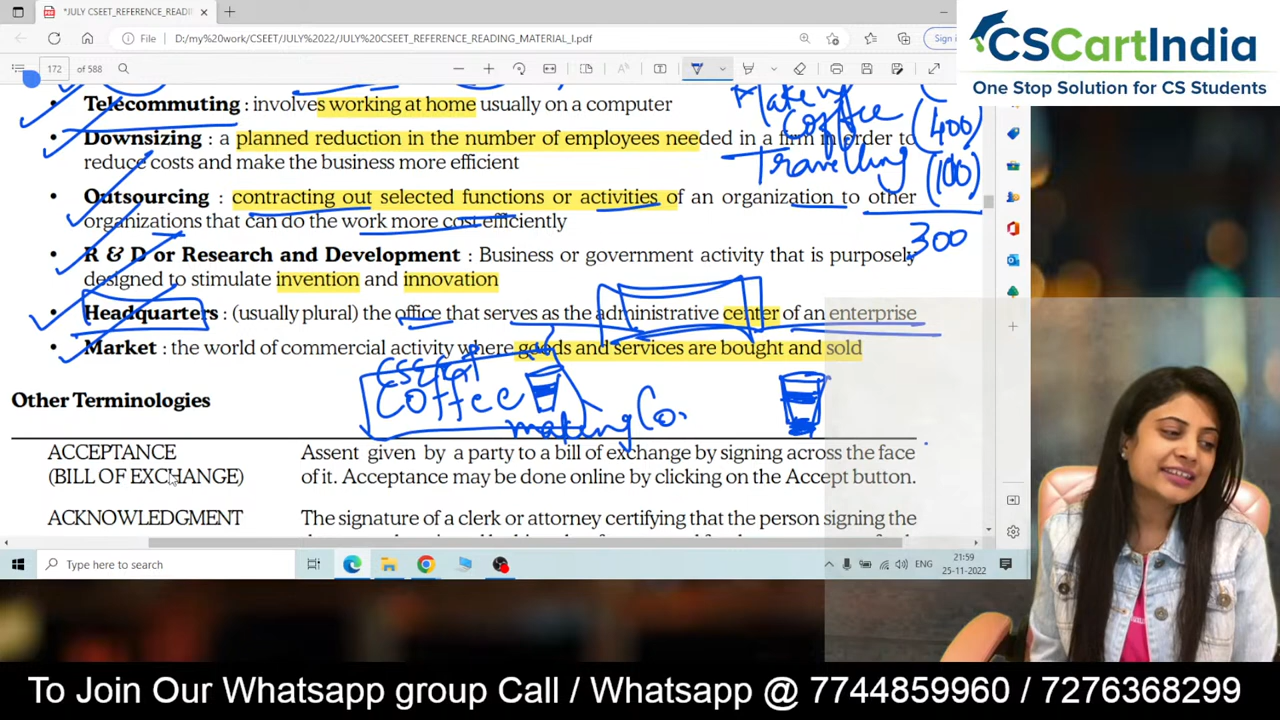 *JULY CSEET_REFERENCE_READI
File
D:/my%20work/CSEET/JULY%202022/JULY%20CSEET_REFERENCE_READING_MATERIAL_I.pdf
Sign i
172
of 588
CSCartIndia
One Stop Solution for CS Students
• Telecommuting : involves working at home usually on a computer
• Downsizing : a planned reduction in the number of employees needed in a firm in order to
reduce costs and make the business more efficient
• Outsourcing : contracting out selected functions or activities of an organization to other
organizations that can do the work more cost efficiently
• R & D or Research and Development : Business or government activity that is purposely
designed to stimulate invention and innovation
• Headquarters : (usually plural) the office that serves as the administrative center of an enterprise
• Market : the world of commercial activity where goods and services are bought and sold
Making
Coffee (400)
Travelling (100)
300
Coffee
making Co
Other Terminologies
ACCEPTANCE
(BILL OF EXCHANGE)
Assent given by a party to a bill of exchange by signing across the face
of it. Acceptance may be done online by clicking on the Accept button.
ACKNOWLEDGMENT
The signature of a clerk or attorney certifying that the person signing the
Type here to search
ENG
21:59
25-11-2022
To Join Our Whatsapp group Call / Whatsapp @ 7744859960 / 7276368299